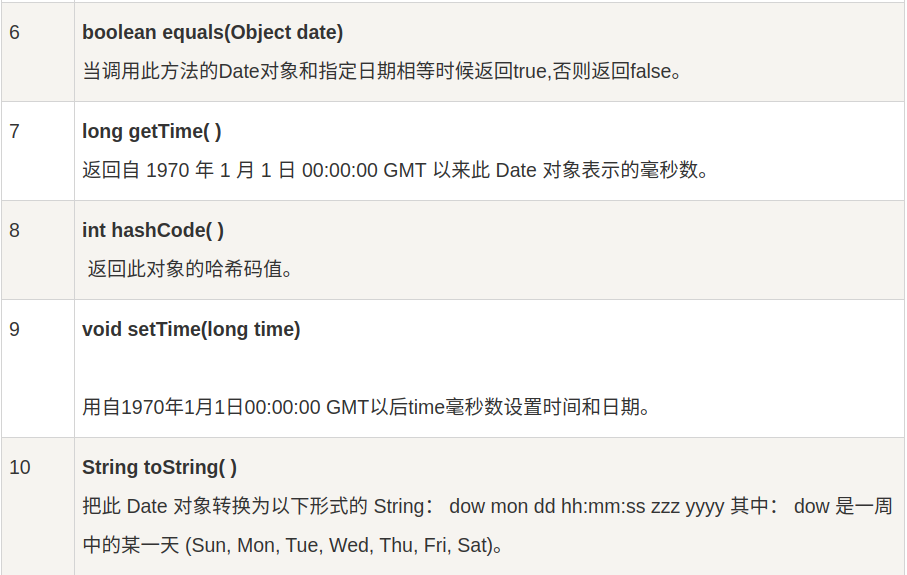 6 boolean equals(Object date)
当调用此方法的Date对象和指定日期相等时候返回true,否则返回false。
7 long getTime( )
返回自 1970 年 1 月 1 日 00:00:00 GMT 以来此 Date 对象表示的毫秒数。
8 int hashCode( )
返回此对象的哈希码值。
9 void setTime(long time)
用自1970年1月1日00:00:00 GMT以后time毫秒数设置时间和日期。
10 String toString( )
把此 Date 对象转换为以下形式的 String： dow mon dd hh:mm:ss zzz yyyy 其中： dow 是一周
中的某一天 (Sun, Mon, Tue, Wed, Thu, Fri, Sat)。